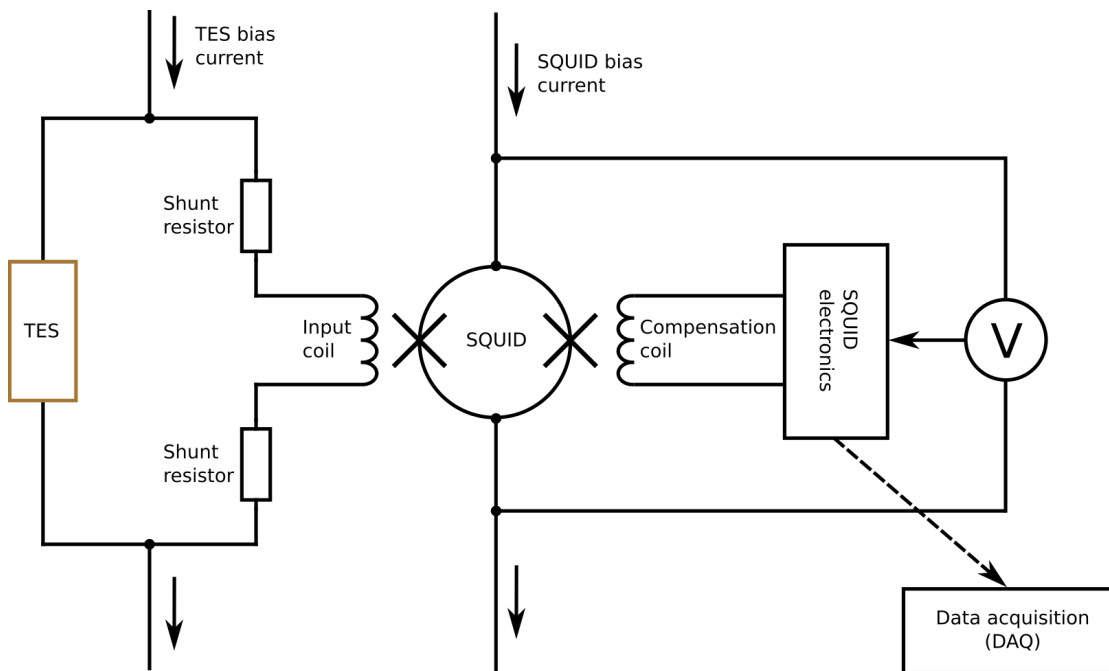 TES bias
current
SQUID bias
current
Shunt
resistor
TES
Input
coil
SQUID
Compensation
coil
SQUID
electronics
V
Shunt
resistor
Data acquisition
(DAQ)